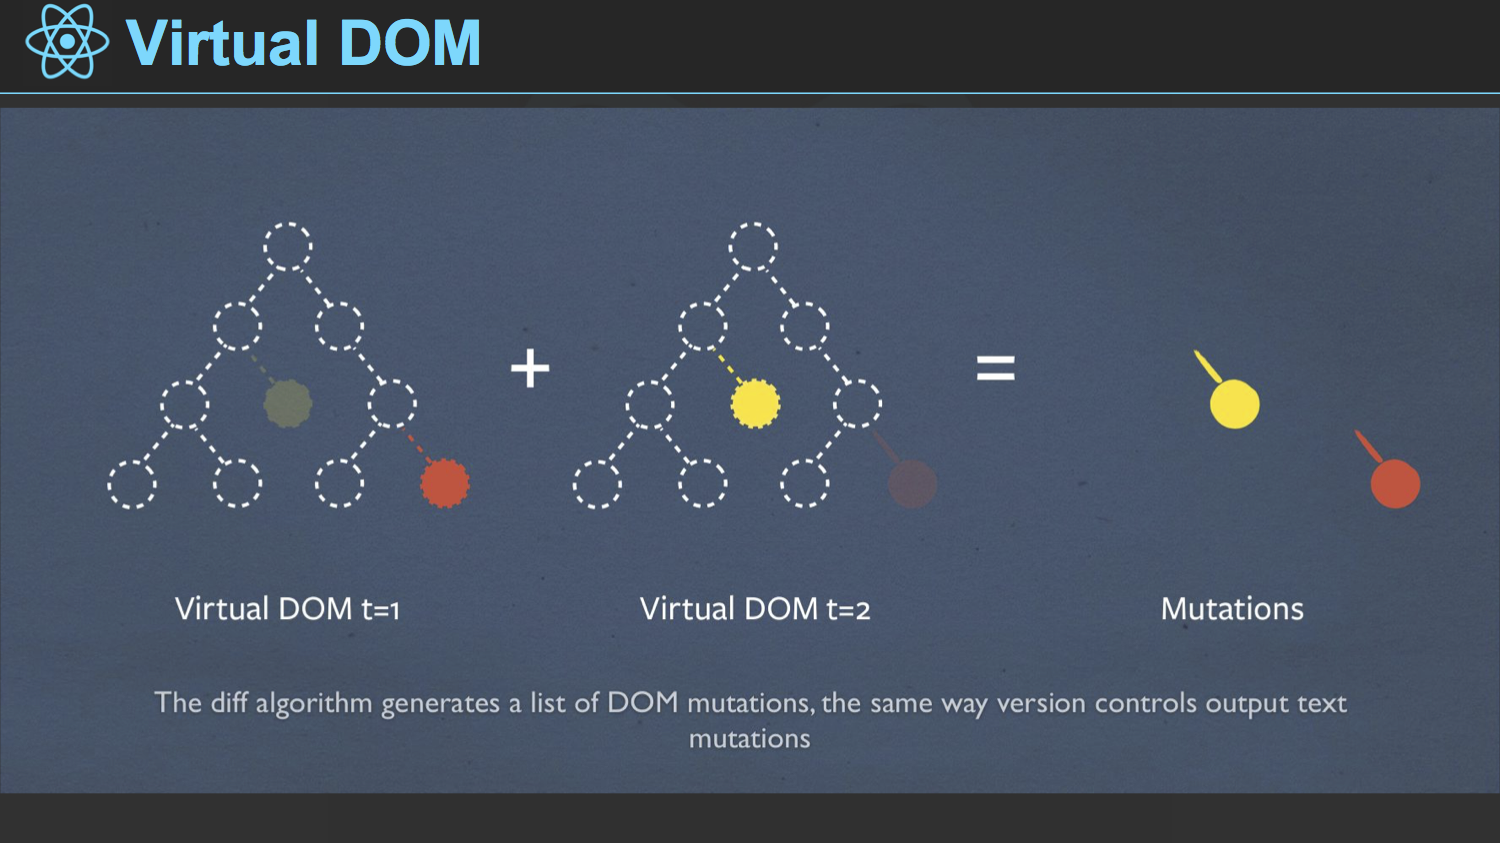 Virtual DOM
+
=
Virtual DOM t=1
Virtual DOM t=2
Mutations
The diff algorithm generates a list of DOM mutations, the same way version controls output text
mutations